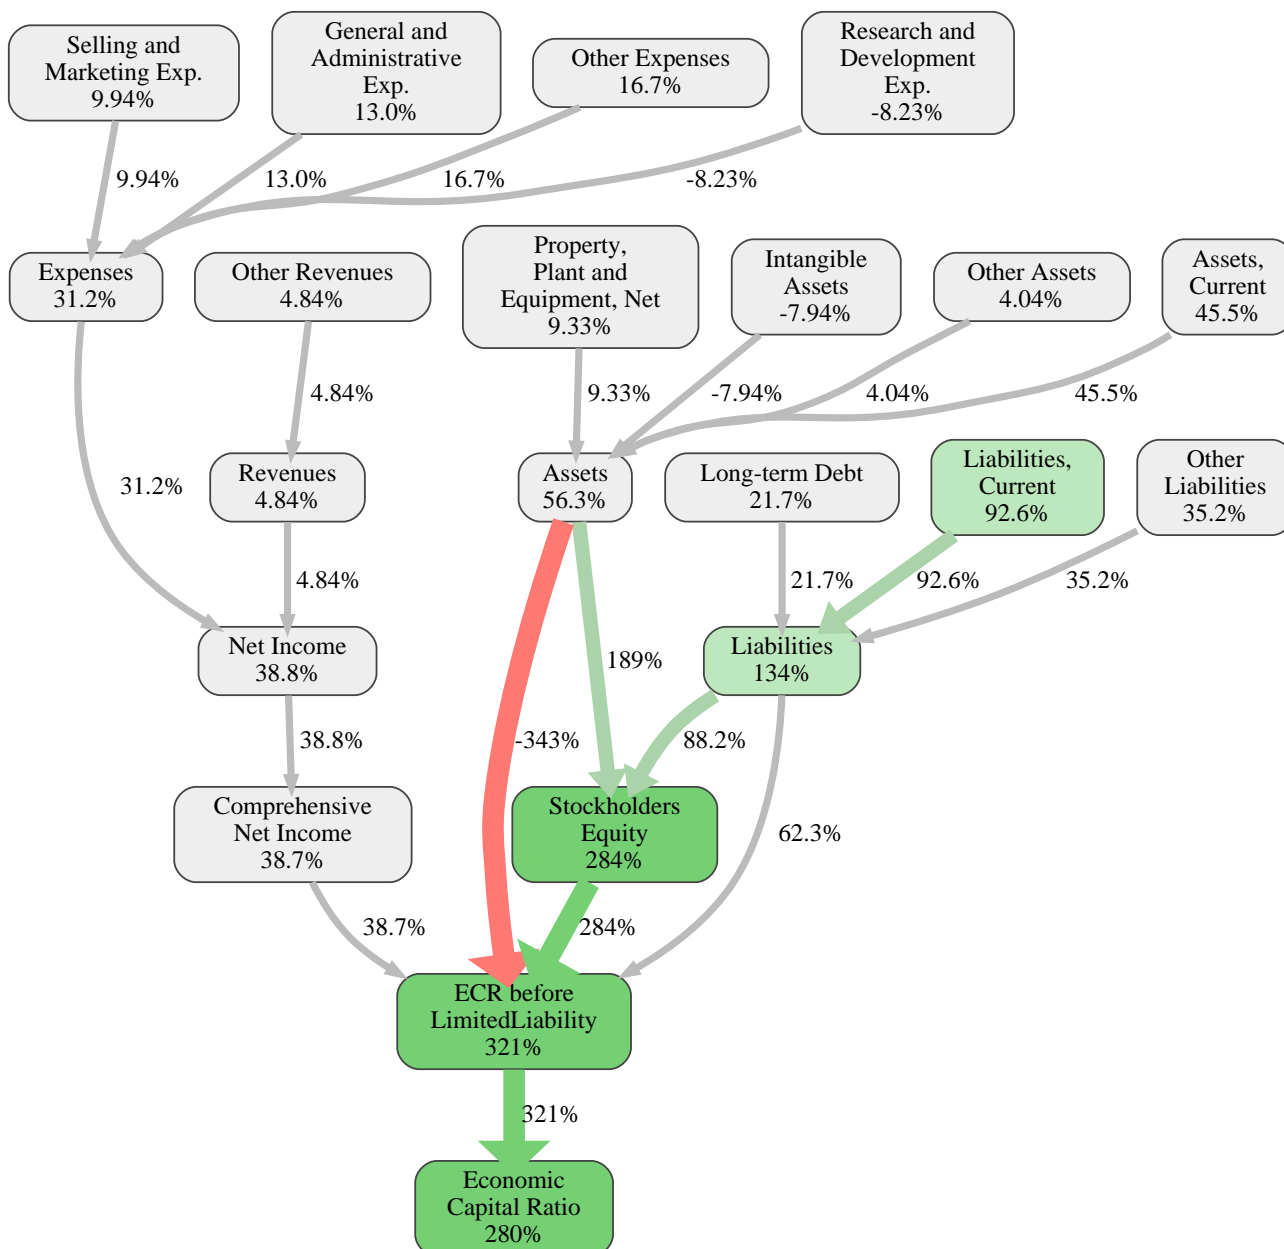 Selling and
Marketing Exp.
9.94%
General and
Administrative
Exp.
13.0%
Other Expenses
16.7%
Research and
Development
Exp.
-8.23%
9.94%
13.0%
16.7%
-8.23%
Expenses
31.2%
Other Revenues
4.84%
Property,
Plant and
Equipment, Net
9.33%
Intangible
Assets
-7.94%
Other Assets
4.04%
Assets,
Current
45.5%
4.84%
9.33%
-7.94%
4.04%
45.5%
31.2%
Revenues
4.84%
Assets
56.3%
Long-term Debt
21.7%
Liabilities,
Current
92.6%
Other
Liabilities
35.2%
4.84%
21.7%
92.6%
35.2%
Net Income
38.8%
189%
Liabilities
134%
38.8%
-343%
88.2%
Comprehensive
Net Income
38.7%
Stockholders
Equity
284%
62.3%
38.7%
284%
ECR before
LimitedLiability
321%
321%
Economic
Capital Ratio
280%